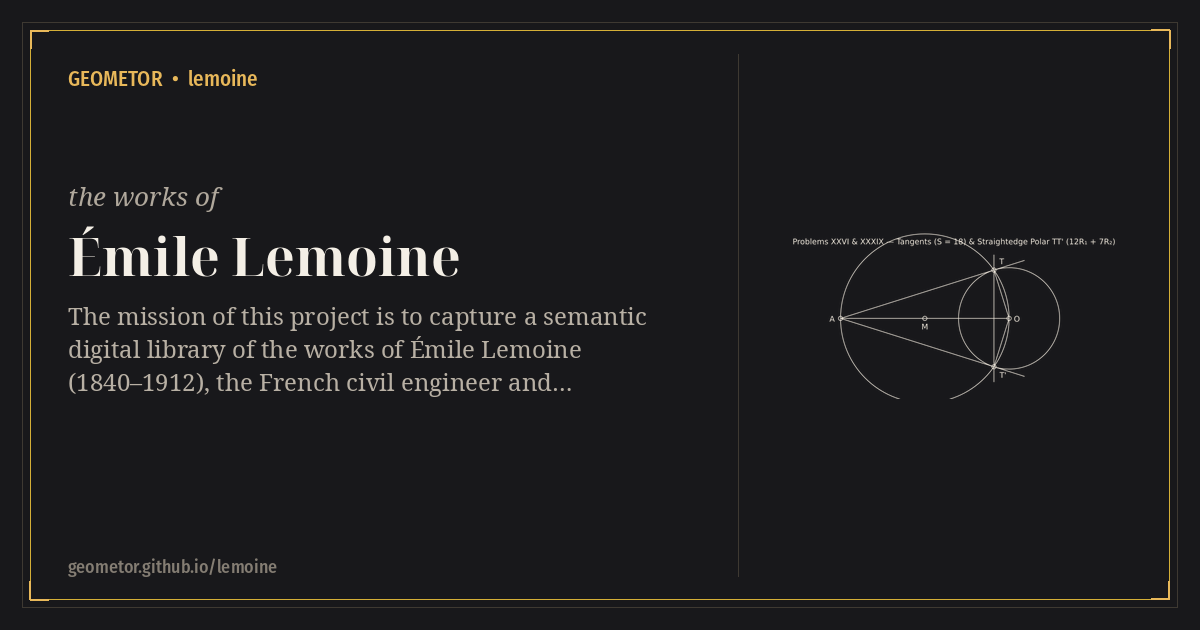 GEOMETOR • lemoine
the works of
Émile Lemoine
The mission of this project is to capture a semantic
digital library of the works of Émile Lemoine
(1840–1912), the French civil engineer and…
geometor.github.io/lemoine
Problems XXVI & XXXIX — Tangents (S = 18) & Straightedge Polar TT' (12R₁ + 7R₂)
T
A
M
O
T'